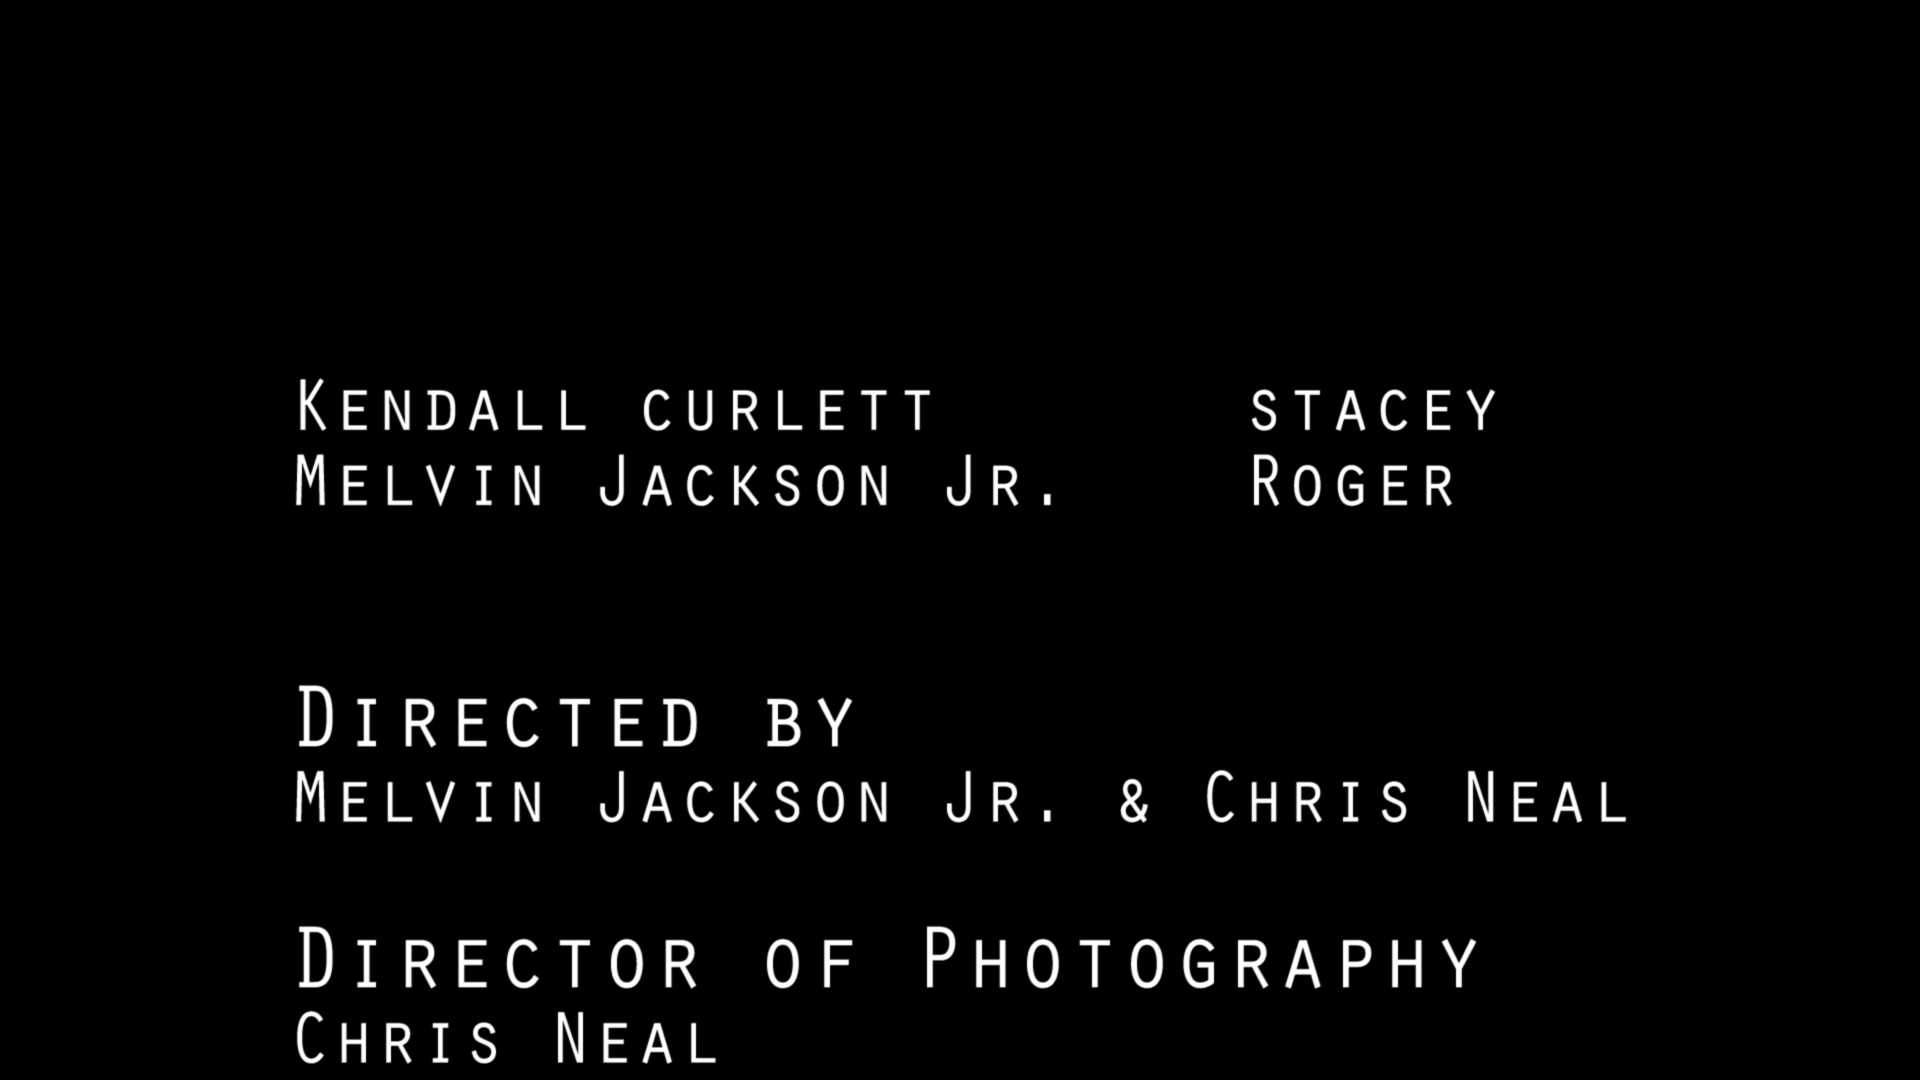 Kendall curlett stacey
Melvin Jackson Jr. Roger
Directed by
Melvin Jackson Jr. & Chris Neal
Director of Photography
Chris Neal